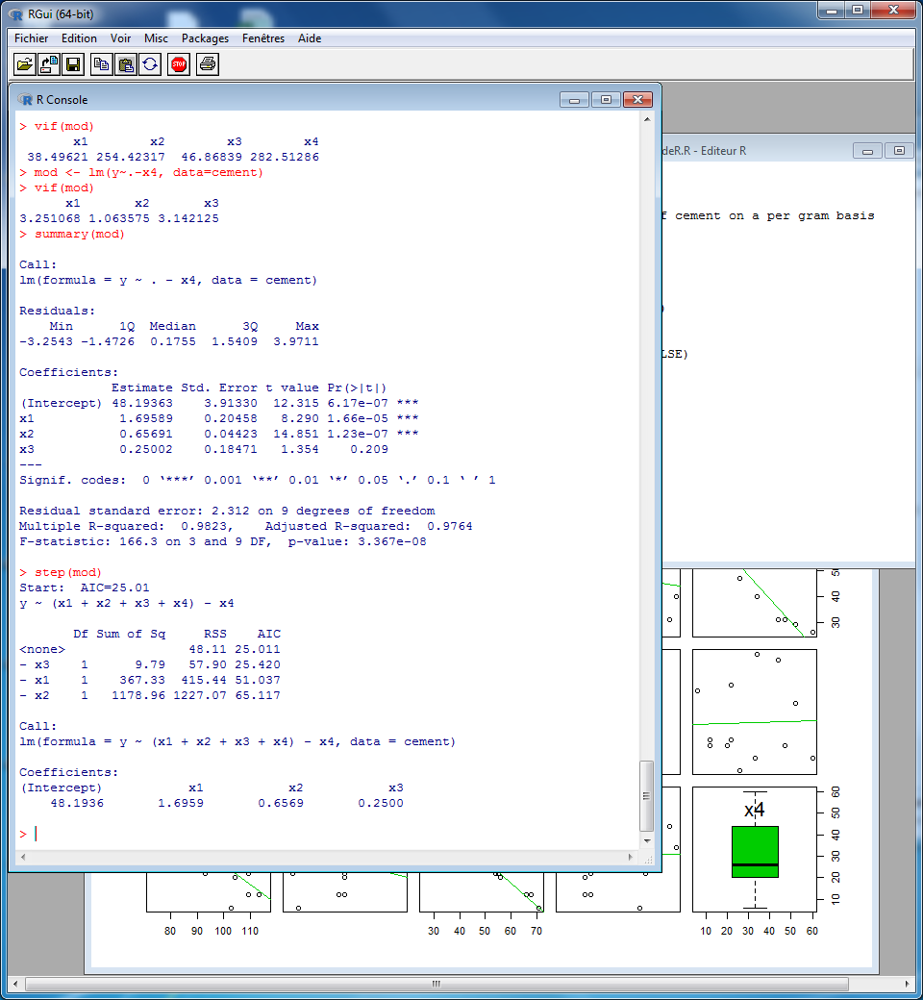 RGui (64-bit)
Fichier Edition Voir Misc Packages Fenêtres Aide
STOP
R Console
> vif(mod)
x1 x2 x3 x4
38.49621 254.42317 46.86839 282.51286
> mod <- lm(y~.-x4, data=cement)
> vif(mod)
x1 x2 x3
3.251068 1.063575 3.142125
> summary(mod)
Call:
lm(formula = y ~ . - x4, data = cement)
Residuals:
Min 1Q Median 3Q Max
-3.2543 -1.4726 0.1755 1.5409 3.9711
Coefficients:
Estimate Std. Error t value Pr(>|t|)
(Intercept) 48.19363 3.91330 12.315 6.17e-07 ***
x1 1.69589 0.20458 8.290 1.66e-05 ***
x2 0.65691 0.04423 14.851 1.23e-07 ***
x3 0.25002 0.18471 1.354 0.209
---
Signif. codes: 0 ‘***’ 0.001 ‘**’ 0.01 ‘*’ 0.05 ‘.’ 0.1 ‘ ’ 1
Residual standard error: 2.312 on 9 degrees of freedom
Multiple R-squared: 0.9823, Adjusted R-squared: 0.9764
F-statistic: 166.3 on 3 and 9 DF, p-value: 3.367e-08
> step(mod)
Start: AIC=25.01
y ~ (x1 + x2 + x3 + x4) - x4
Df Sum of Sq RSS AIC
<none> 48.11 25.011
- x3 1 9.79 57.90 25.420
- x1 1 367.33 415.44 51.037
- x2 1 1178.96 1227.07 65.117
Call:
lm(formula = y ~ (x1 + x2 + x3 + x4) - x4, data = cement)
Coefficients:
(Intercept) x1 x2 x3
48.1936 1.6959 0.6569 0.2500
>
deR.R - Editeur R
f cement on a per gram basis
)
LSE)
50
30
x4
60
50
40
30
20
10
80 90 100 110
30 40 50 60 70
10 20 30 40 50 60